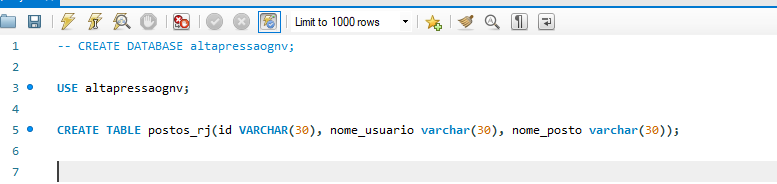 Limit to 1000 rows
1 -- CREATE DATABASE altapressaognv;
2
3 USE altapressaognv;
4
5 CREATE TABLE postos_rj(id VARCHAR(30), nome_usuario varchar(30), nome_posto varchar(30));
6
7